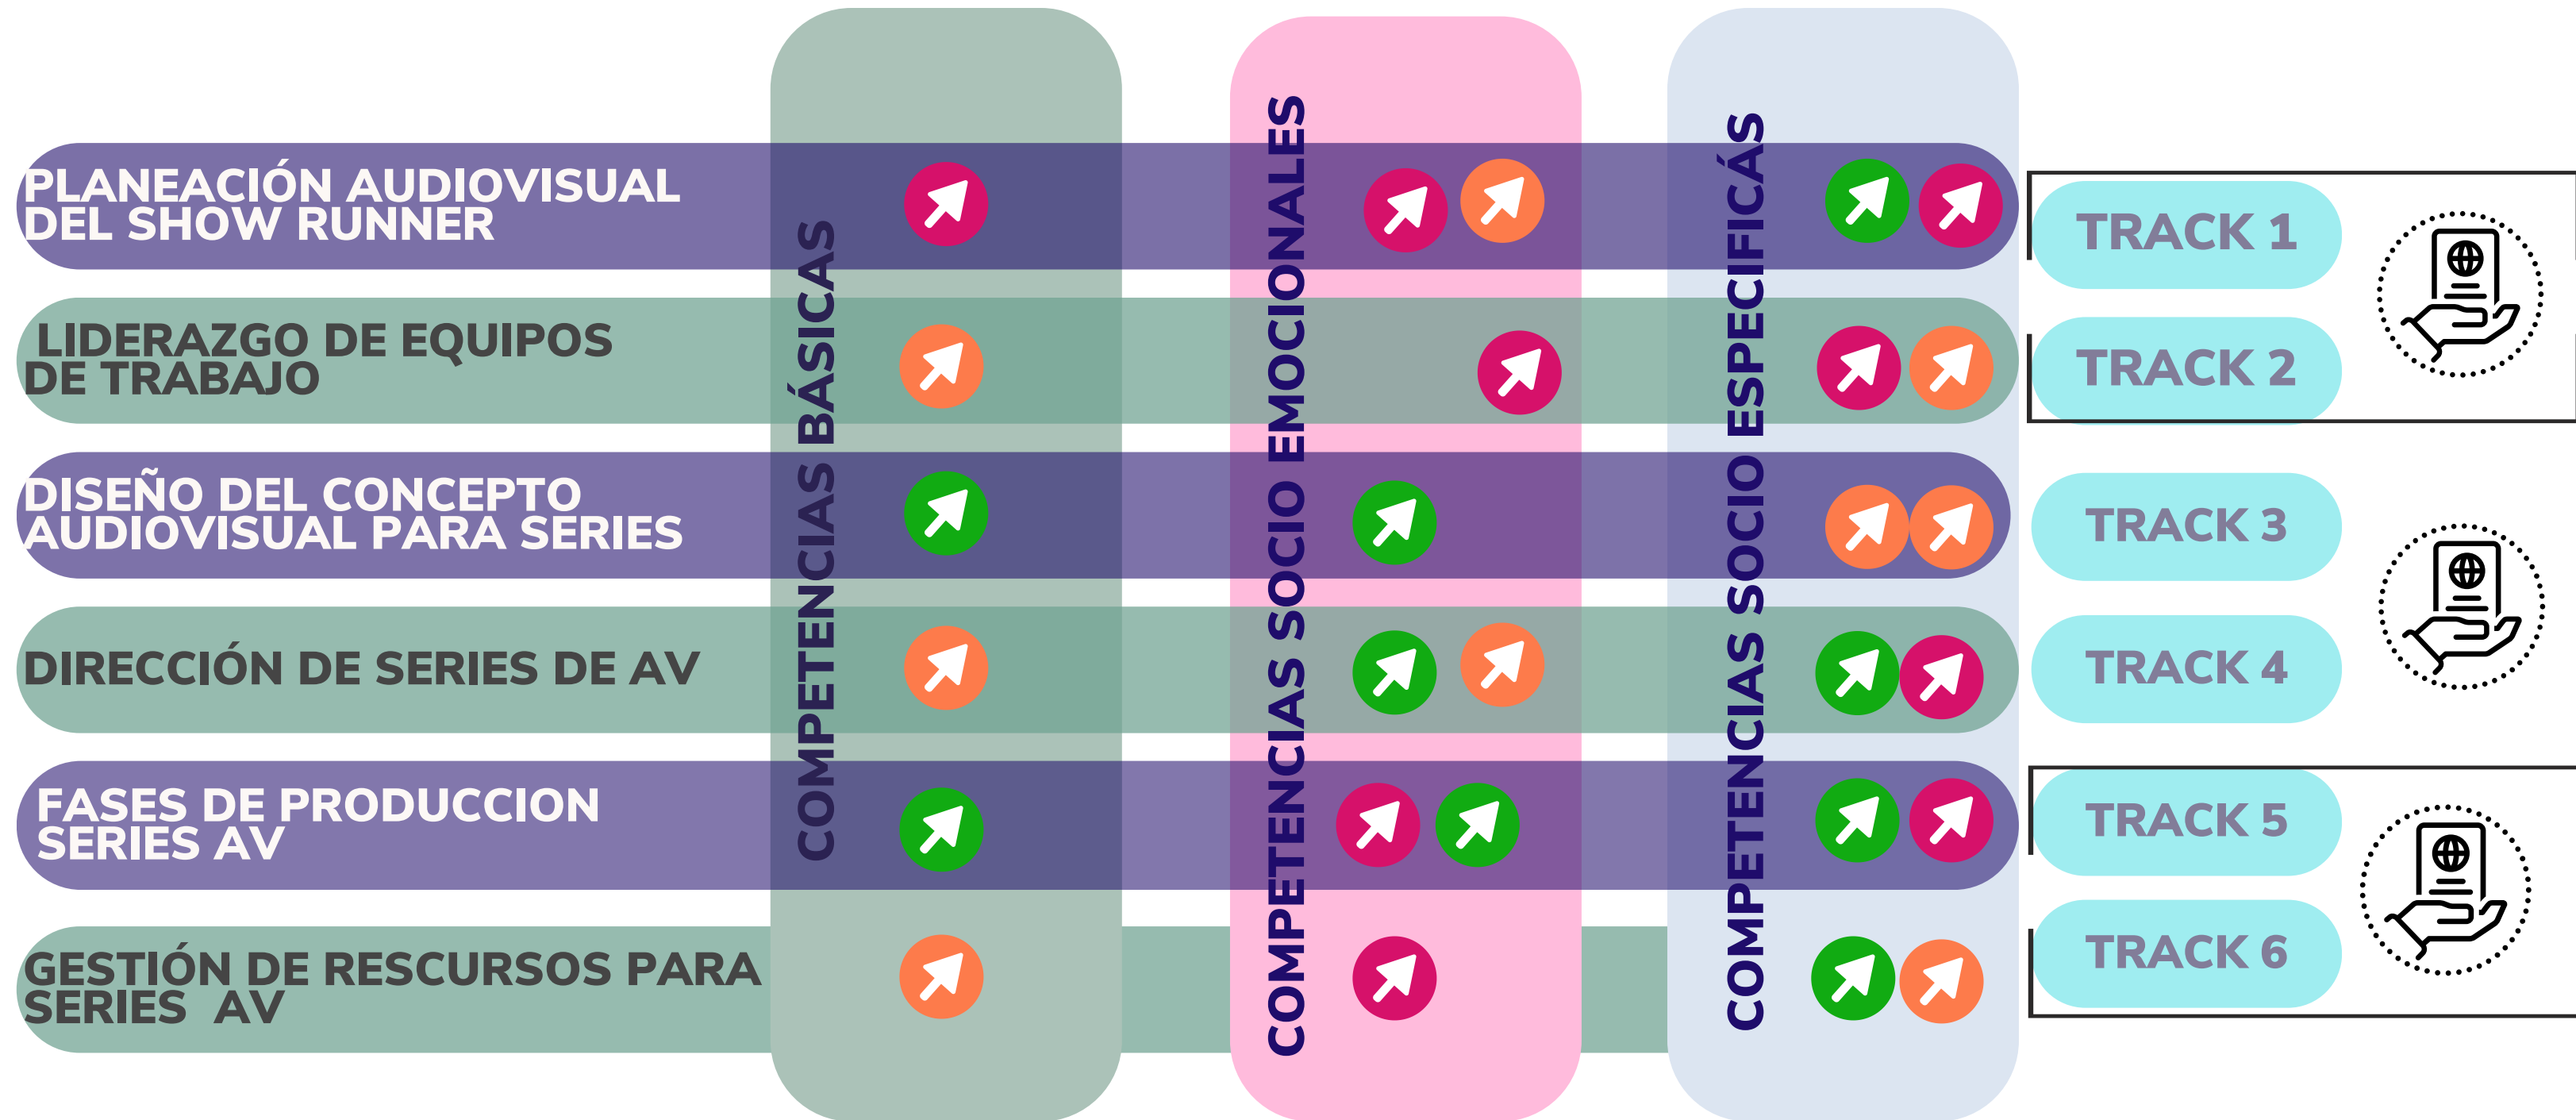 PLANEACIÓN AUDIOVISUAL
DEL SHOW RUNNER
LIDERAZGO DE EQUIPOS
DE TRABAJO
DISEÑO DEL CONCEPTO
AUDIOVISUAL PARA SERIES
DIRECCIÓN DE SERIES DE AV
FASES DE PRODUCCION
SERIES AV
GESTIÓN DE RESCURSOS PARA
SERIES AV
COMPETENCIAS BÁSICAS
COMPETENCIAS SOCIO EMOCIONALES
COMPETENCIAS SOCIO ESPECIFICÁS
TRACK 1
TRACK 2
TRACK 3
TRACK 4
TRACK 5
TRACK 6